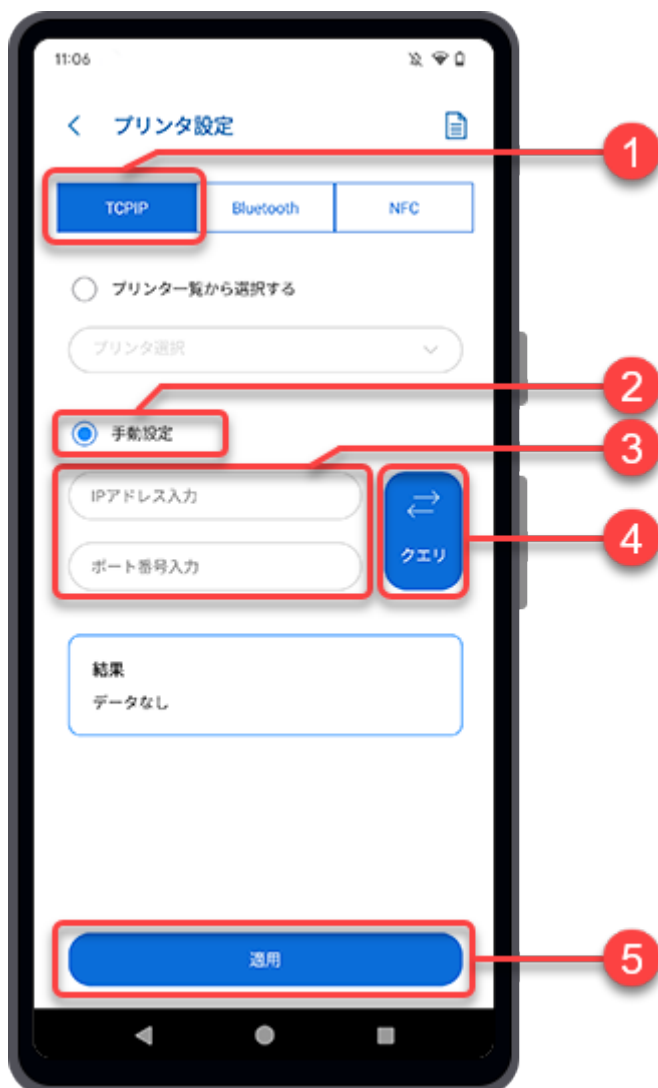 11:06
プリンタ設定
1
TCPIP Bluetooth NFC
プリンタ一覧から選択する
プリンタ選択
2
手動設定
3
IPアドレス入力
4
クエリ
ポート番号入力
結果
データなし
適用
5